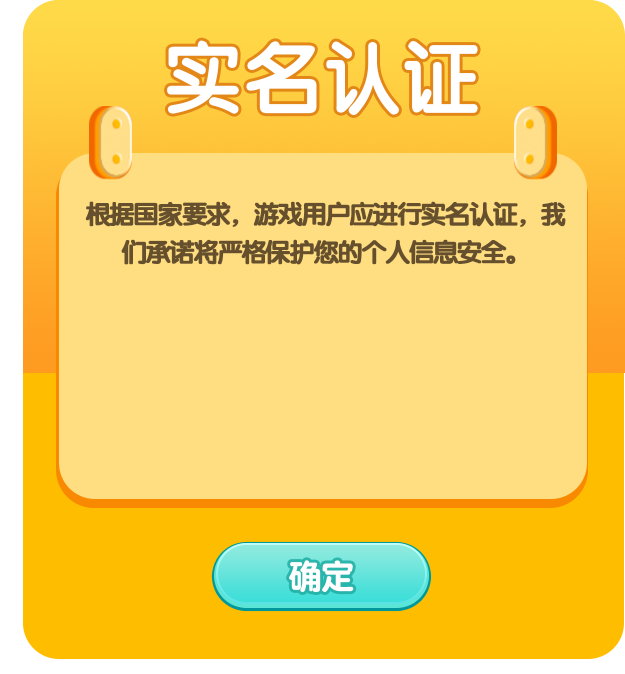 实名认证
根据国家要求，游戏用户应进行实名认证，我
们承诺将严格保护您的个人信息安全。
确定